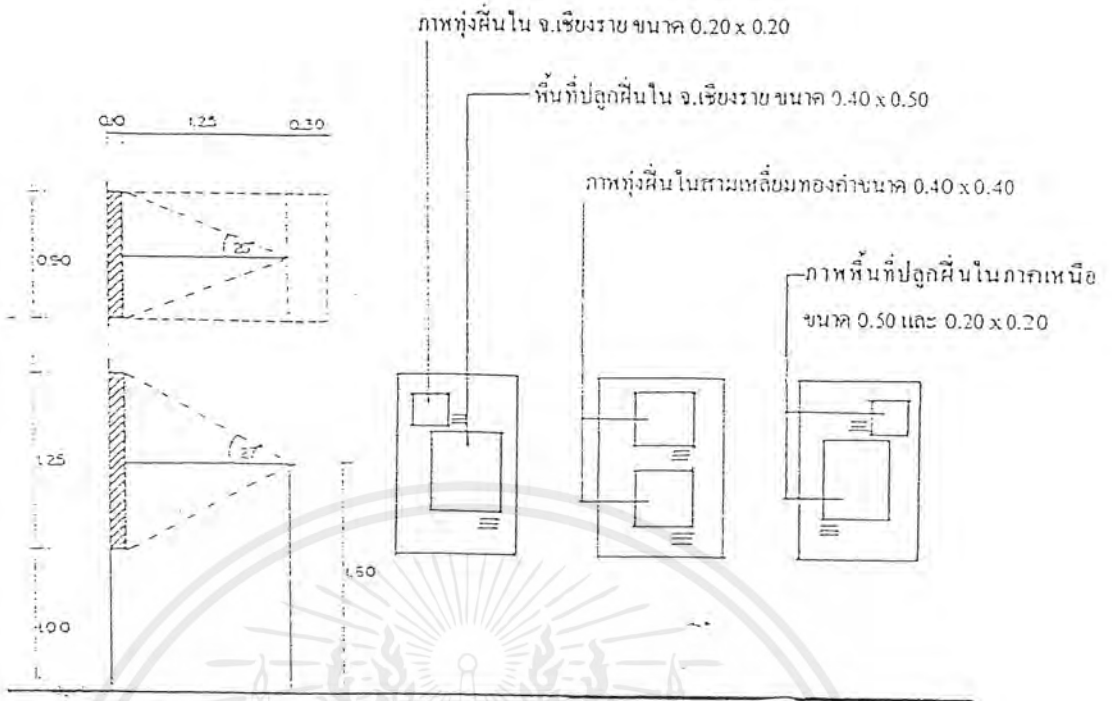 ภาพทุ่งฝิ่นใน จ.เชียงราย ขนาด 0.20 x 0.20
พื้นที่ปลูกฝิ่นใน จ.เชียงราย ขนาด 0.40 x 0.50
0.10 1.25 0.30
ภาพทุ่งฝิ่นในสามเหลี่ยมทองคำขนาด 0.40 x 0.40
0.90
ภาพพื้นที่ปลูกฝิ่นในภาคเหนือ
ขนาด 0.50 และ 0.20 x 0.20
1.25
27
1.60
1.00